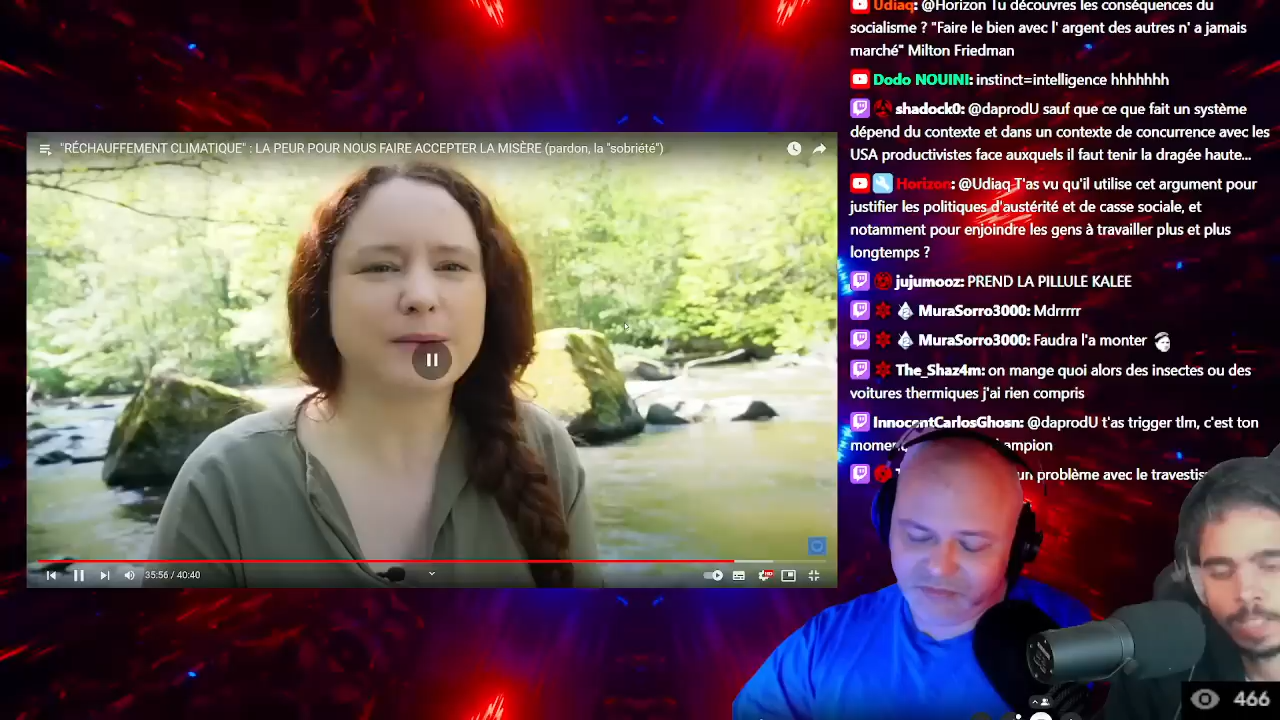 "RÉCHAUFFEMENT CLIMATIQUE" : LA PEUR POUR NOUS FAIRE ACCEPTER LA MISÈRE (pardon, la "sobriété")
35:56 / 40:40
Udiaq: @Horizon Tu découvres les conséquences du
socialisme ? "Faire le bien avec l' argent des autres n' a jamais
marché" Milton Friedman
Dodo NOUINI: instinct=intelligence hhhhhhh
shadock0: @daprodU sauf que ce que fait un système
dépend du contexte et dans un contexte de concurrence avec les
USA productivistes face auxquels il faut tenir la dragée haute...
Horizon: @Udiaq T'as vu qu'il utilise cet argument pour
justifier les politiques d'austérité et de casse sociale, et
notamment pour enjoindre les gens à travailler plus et plus
longtemps ?
jujumooz: PREND LA PILLULE KALEE
MuraSorro3000: Mdrrrrr
MuraSorro3000: Faudra l'a monter
The_Shaz4m: on mange quoi alors des insectes ou des
voitures thermiques j'ai rien compris
InnocentCarlosGhosn: @daprodU t'as trigger tlm, c'est ton
un problème avec le
466